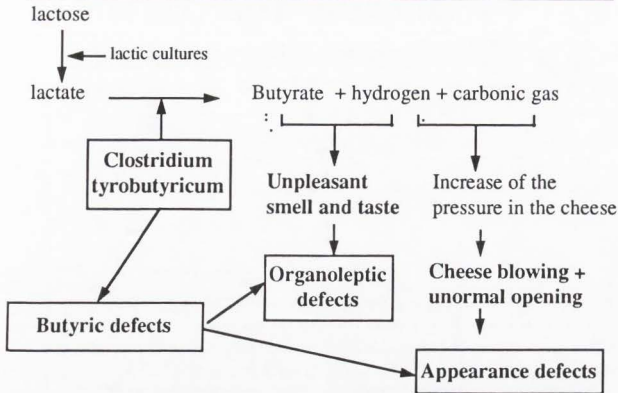 lactose
lactic cultures
lactate
Butyrate + hydrogen + carbonic gas
Clostridium
tyrobutyricum
Unpleasant
smell and taste
Increase of the
pressure in the cheese
Organoleptic
defects
Cheese blowing +
unormal opening
Butyric defects
Appearance defects